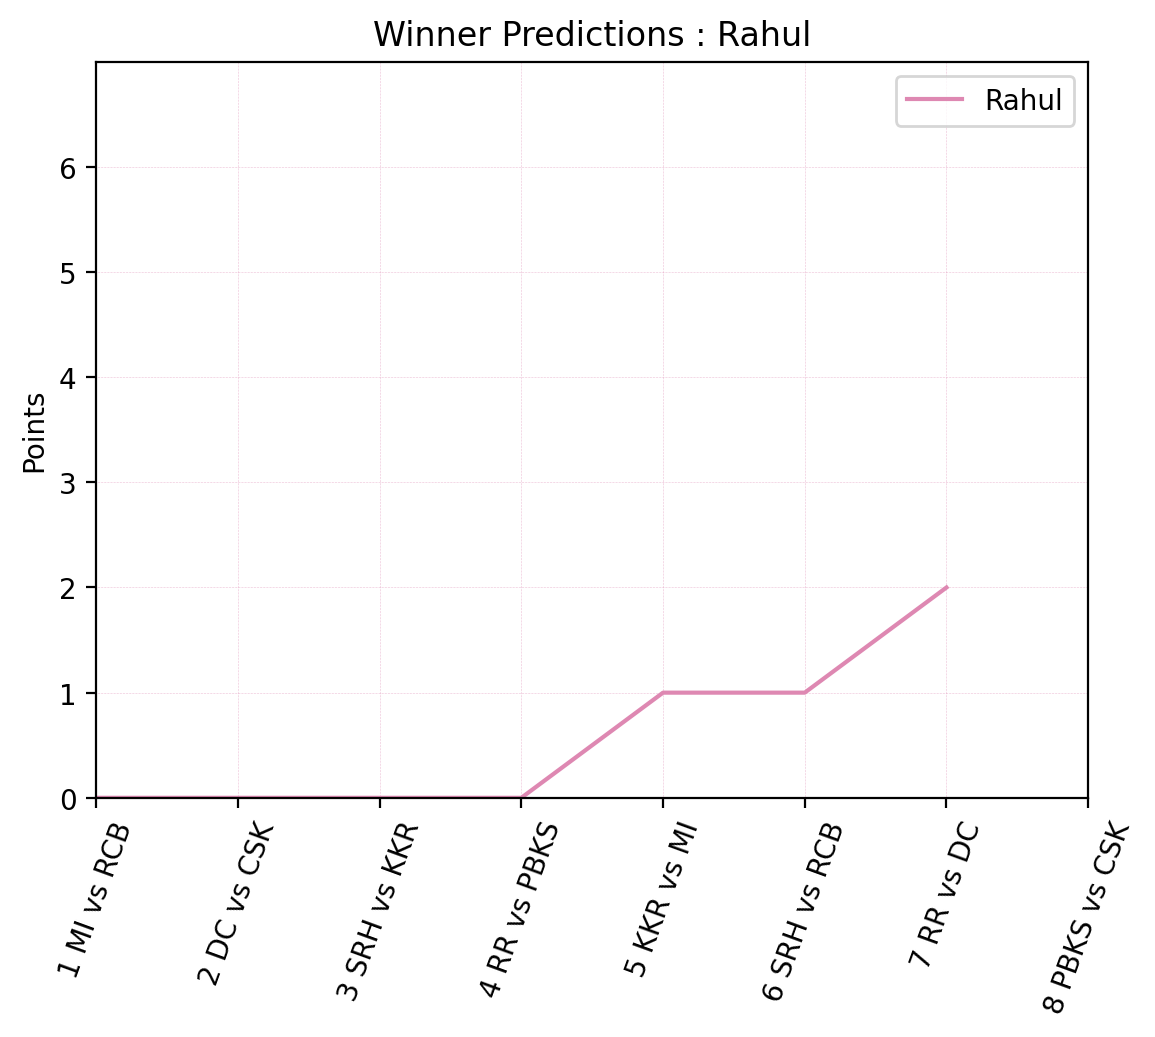 Winner Predictions : Rahul
Rahul
Points
6
5
4
3
2
1
0
1 MI vs RCB
2 DC vs CSK
3 SRH vs KKR
4 RR vs PBKS
5 KKR vs MI
6 SRH vs RCB
7 RR vs DC
8 PBKS vs CSK